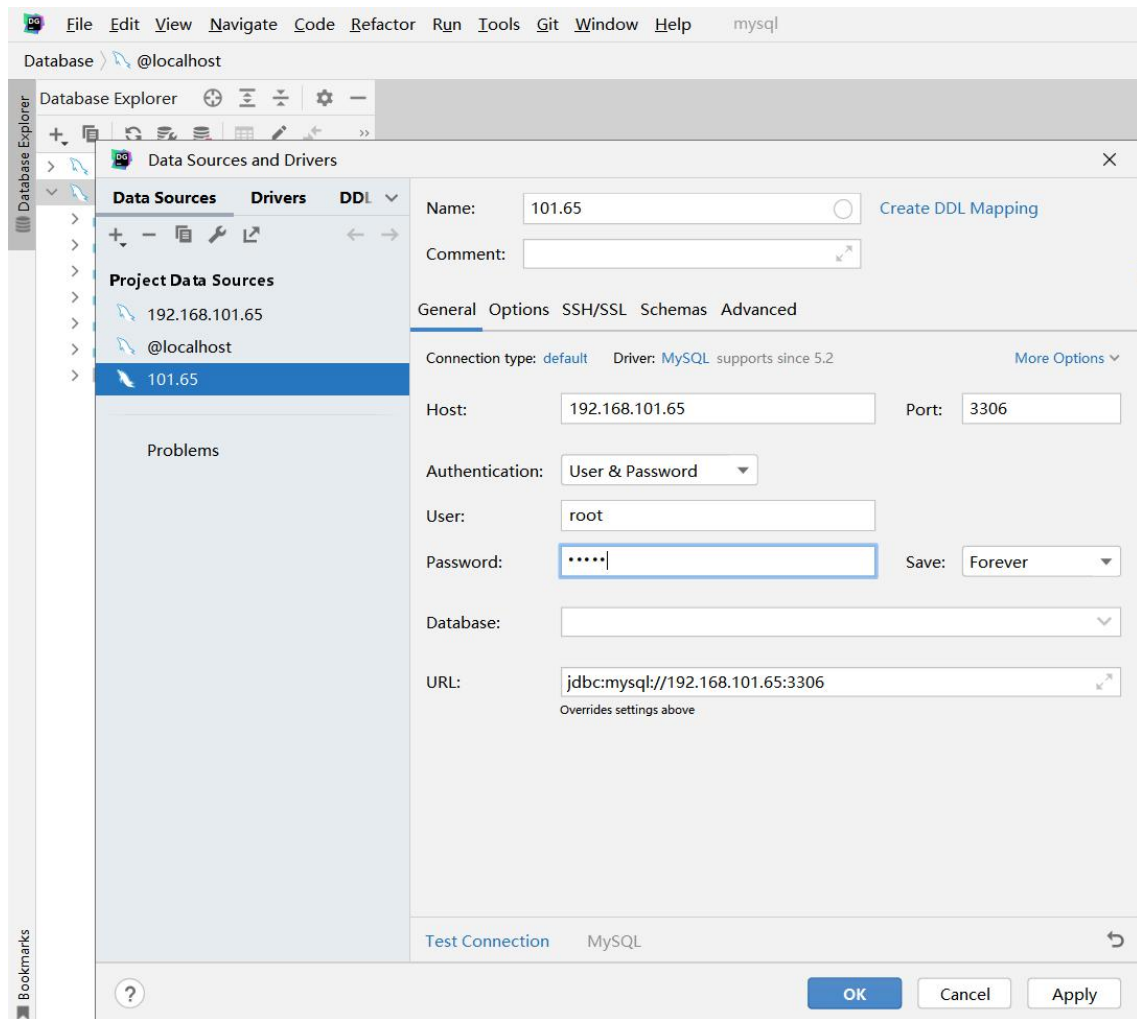 File Edit View Navigate Code Refactor Run Tools Git Window Help mysql
Database @localhost
Database Explorer
Database Explorer
Data Sources and Drivers
Data Sources Drivers DDL
Name: 101.65 Create DDL Mapping
Comment:
Project Data Sources
192.168.101.65
@localhost
101.65
Problems
General Options SSH/SSL Schemas Advanced
Connection type: default Driver: MySQL supports since 5.2 More Options
Host: 192.168.101.65 Port: 3306
Authentication: User & Password
User: root
Password: ••••• Save: Forever
Database:
URL: jdbc:mysql://192.168.101.65:3306
Overrides settings above
Test Connection MySQL
? OK Cancel Apply
Bookmarks